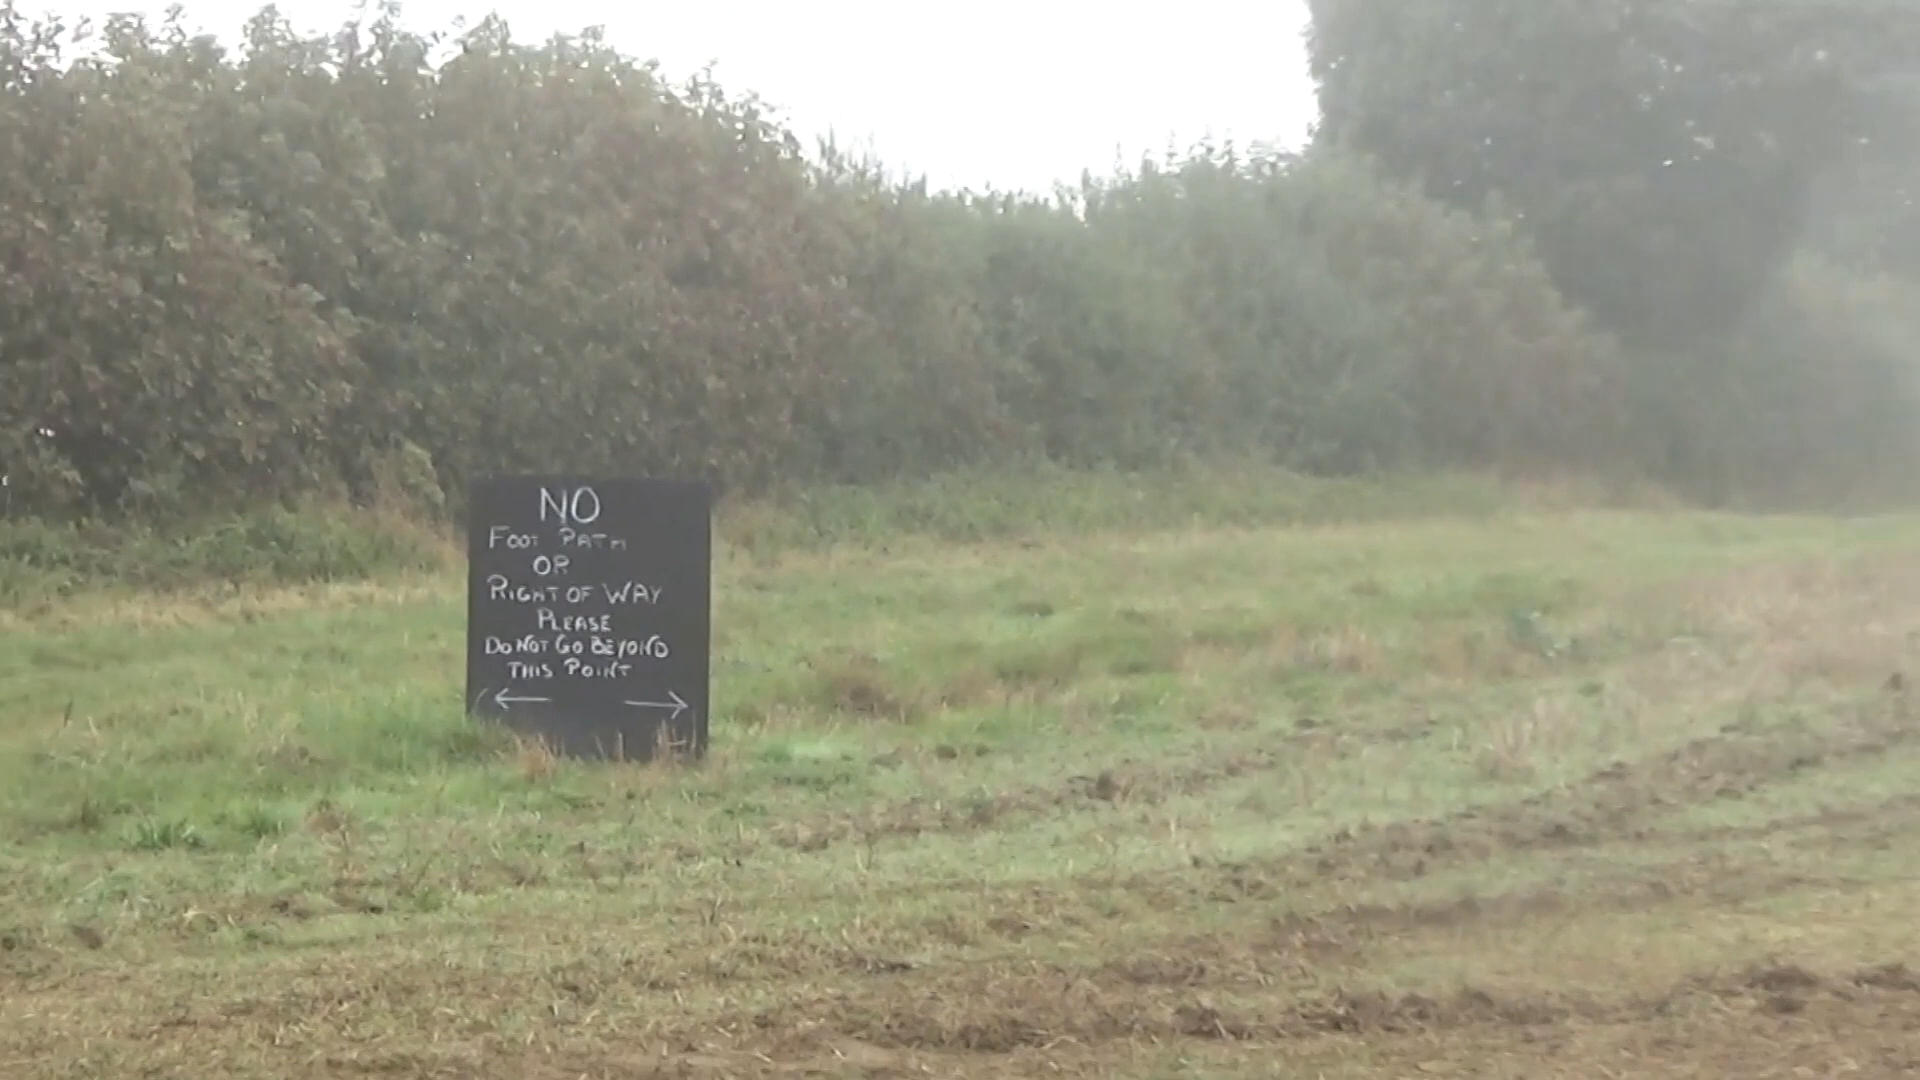 NO
FOOT PATH
OR
RIGHT OF WAY
PLEASE
DO NOT GO BEYOND
THIS POINT
← →